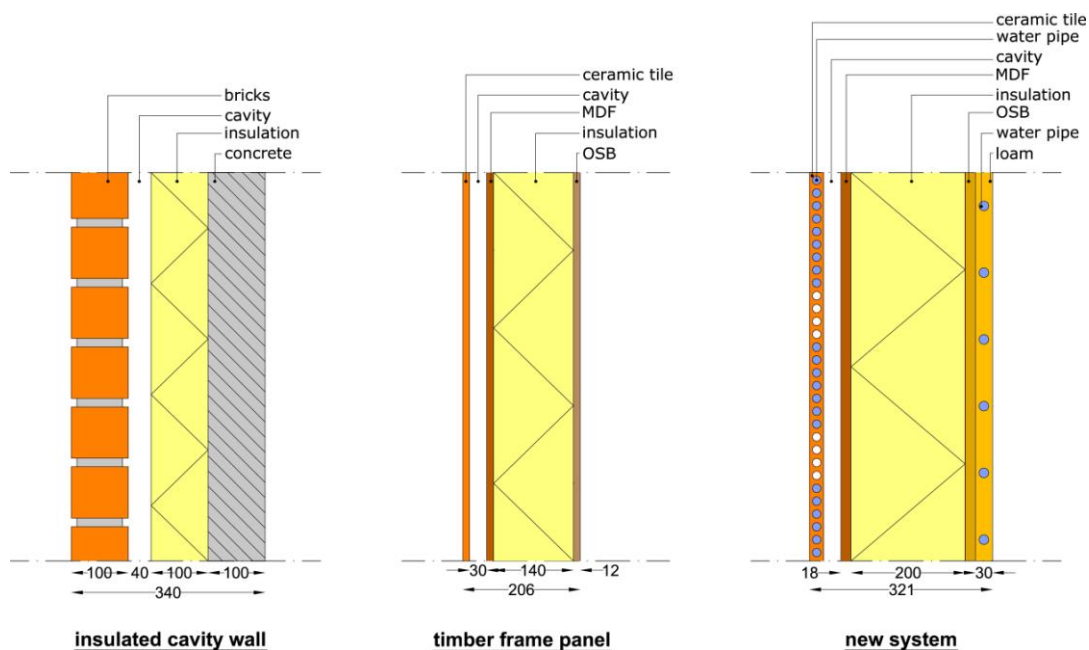 bricks
cavity
insulation
concrete
100
40
100
100
340
insulated cavity wall
ceramic tile
cavity
MDF
insulation
OSB
30
140
12
206
timber frame panel
ceramic tile
water pipe
cavity
MDF
insulation
OSB
water pipe
loam
18
200
30
321
new system